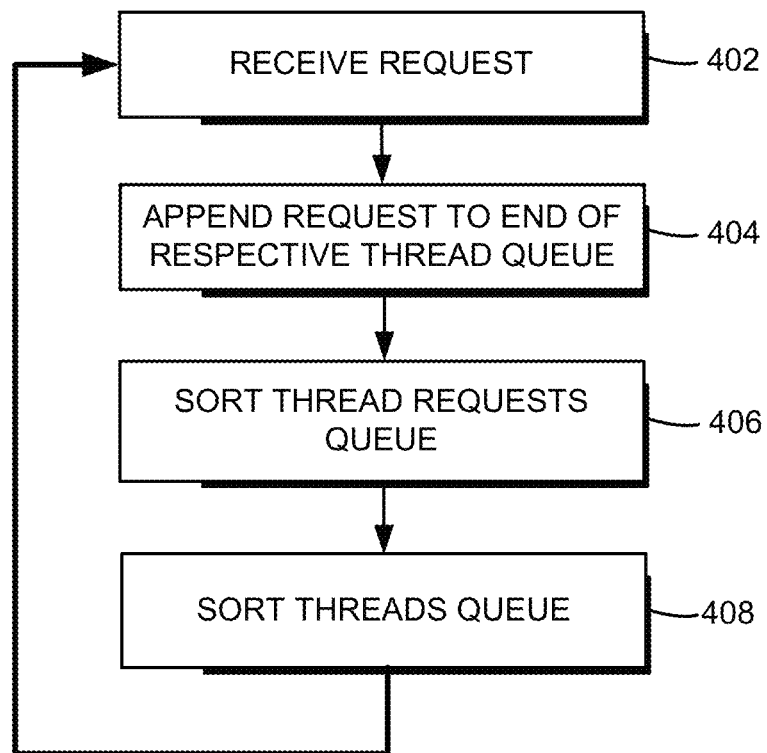 RECEIVE REQUEST
402
APPEND REQUEST TO END OF
RESPECTIVE THREAD QUEUE
404
SORT THREAD REQUESTS
QUEUE
406
SORT THREADS QUEUE
408